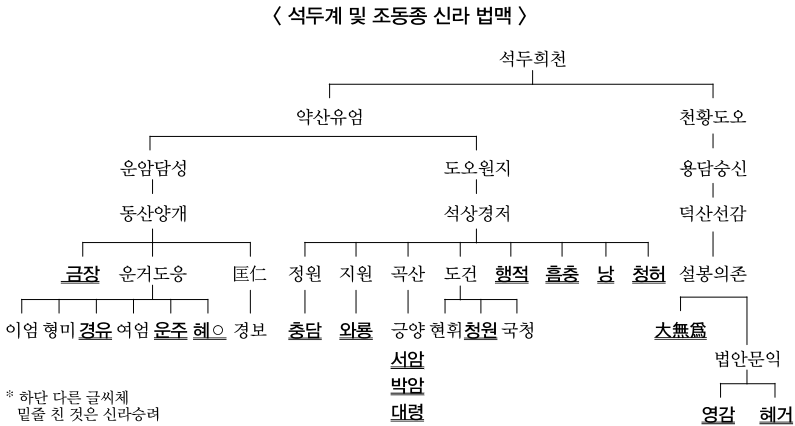 〈 석두계 및 조동종 신라 법맥 〉
석두희천
약산유엄 천황도오
운암담성 도오원지 용담숭신
동산양개 석상경저 덕산선감
금장 운거도응 匡仁 정원 지원 곡산 도건 행적 흠충 낭 청허 설봉의존
이엄 형미 경유 여엄 운주 혜○ 경보 충담 와룡 긍양 현휘 청원 국청 大無爲
서암 법안문익
박암
* 하단 다른 글씨체
밑줄 친 것은 신라승려 대령 영감 혜거